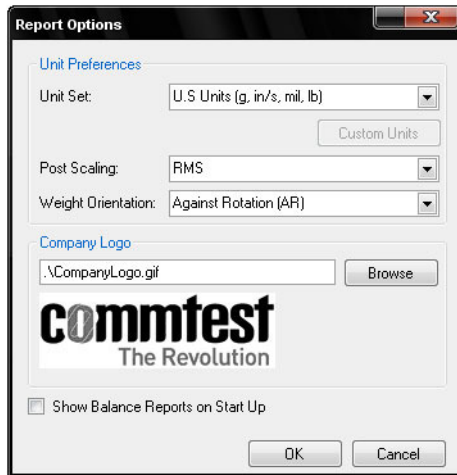 Report Options
Unit Preferences
Unit Set: U.S Units (g, in/s, mil, lb)
Custom Units
Post Scaling: RMS
Weight Orientation: Against Rotation (AR)
Company Logo
.\CompanyLogo.gif Browse
commtest
The Revolution
Show Balance Reports on Start Up
OK Cancel